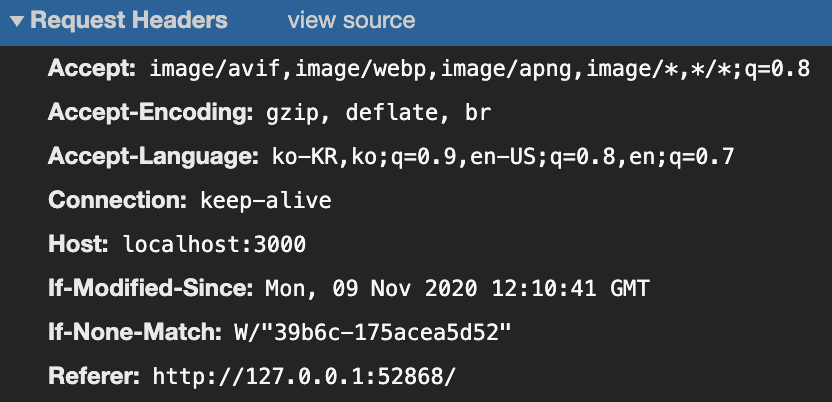 ▼ Request Headers view source
Accept: image/avif,image/webp,image/apng,image/*,*/*;q=0.8
Accept-Encoding: gzip, deflate, br
Accept-Language: ko-KR,ko;q=0.9,en-US;q=0.8,en;q=0.7
Connection: keep-alive
Host: localhost:3000
If-Modified-Since: Mon, 09 Nov 2020 12:10:41 GMT
If-None-Match: W/"39b6c-175acea5d52"
Referer: http://127.0.0.1:52868/